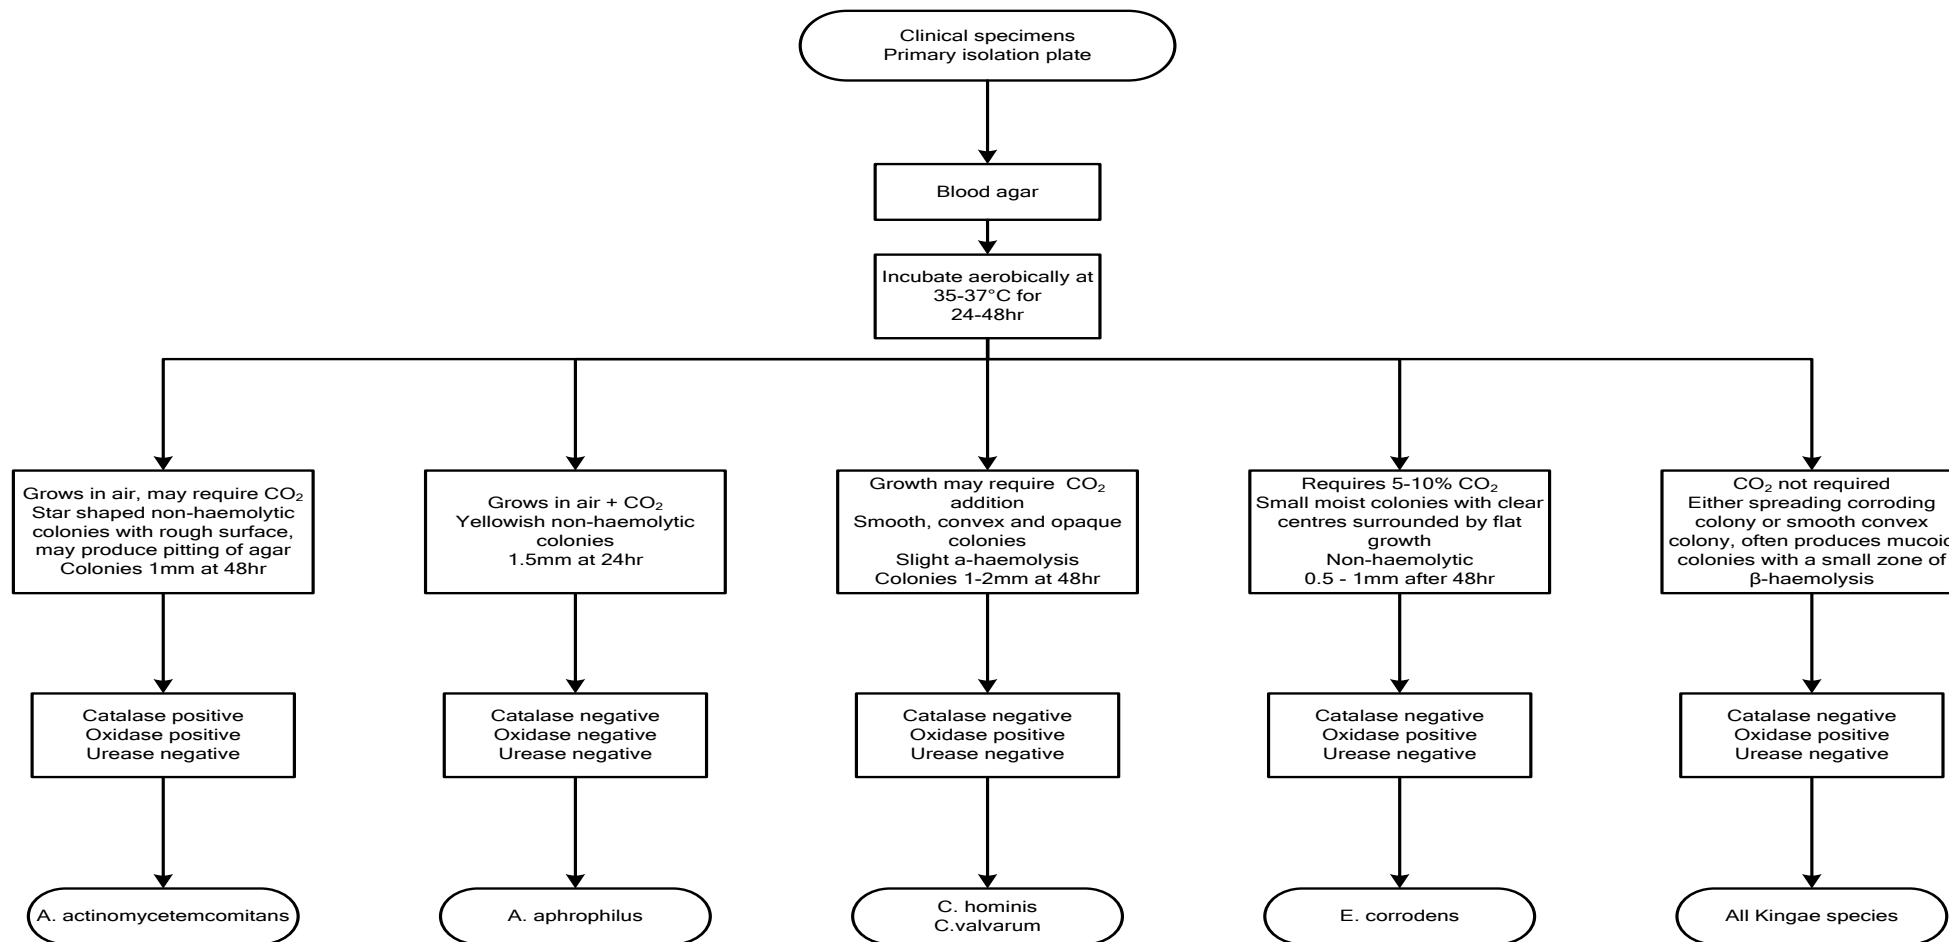 Clinical specimens
Primary isolation plate
Blood agar
Incubate aerobically at
35-37°C for
24-48hr
Grows in air, may require CO₂
Star shaped non-haemolytic
colonies with rough surface,
may produce pitting of agar
Colonies 1mm at 48hr
Grows in air + CO₂
Yellowish non-haemolytic
colonies
1.5mm at 24hr
Growth may require CO₂
addition
Smooth, convex and opaque
colonies
Slight a-haemolysis
Colonies 1-2mm at 48hr
Requires 5-10% CO₂
Small moist colonies with clear
centres surrounded by flat
growth
Non-haemolytic
0.5 - 1mm after 48hr
CO₂ not required
Either spreading corroding
colony or smooth convex
colony, often produces mucoid
colonies with a small zone of
β-haemolysis
Catalase positive
Oxidase positive
Urease negative
Catalase negative
Oxidase negative
Urease negative
Catalase negative
Oxidase positive
Urease negative
Catalase negative
Oxidase positive
Urease negative
Catalase negative
Oxidase positive
Urease negative
A. actinomycetemcomitans
A. aphrophilus
C. hominis
C.valvarum
E. corrodens
All Kingae species